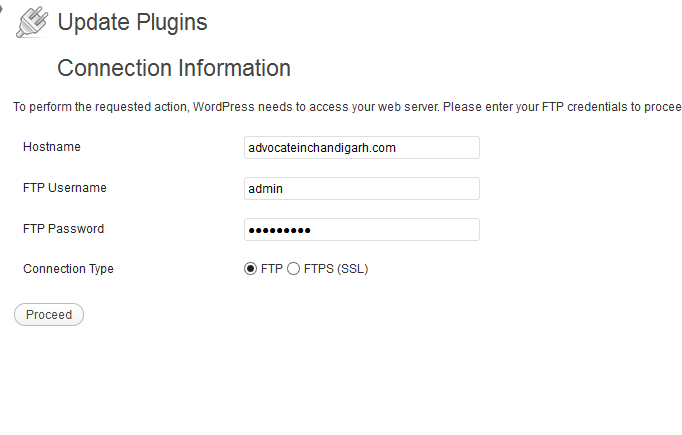 Update Plugins
Connection Information
To perform the requested action, WordPress needs to access your web server. Please enter your FTP credentials to procee
Hostname advocateinchandigarh.com
FTP Username admin
FTP Password •••••••••
Connection Type FTP FTPS (SSL)
Proceed